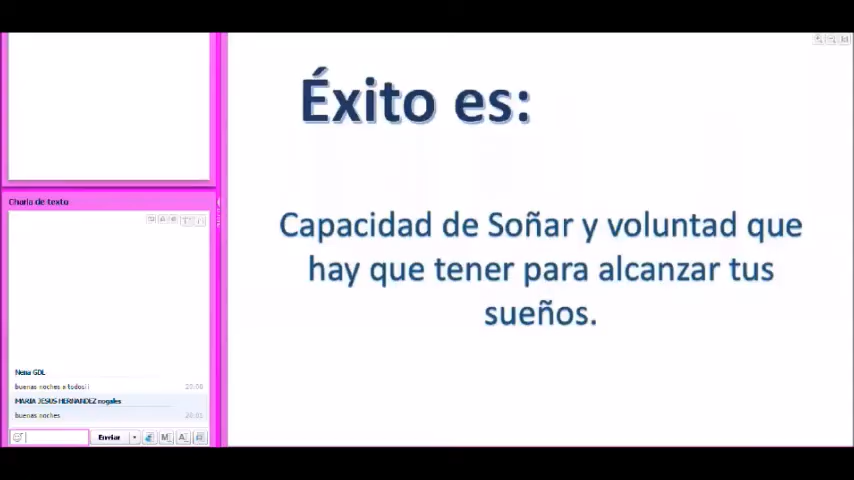 Éxito es:
Capacidad de Soñar y voluntad que
hay que tener para alcanzar tus
sueños.
Charla de texto
Nena GDL
buenas noches a todos!!
MARIA JESUS HERNANDEZ nogales
buenas noches
20:01
Enviar